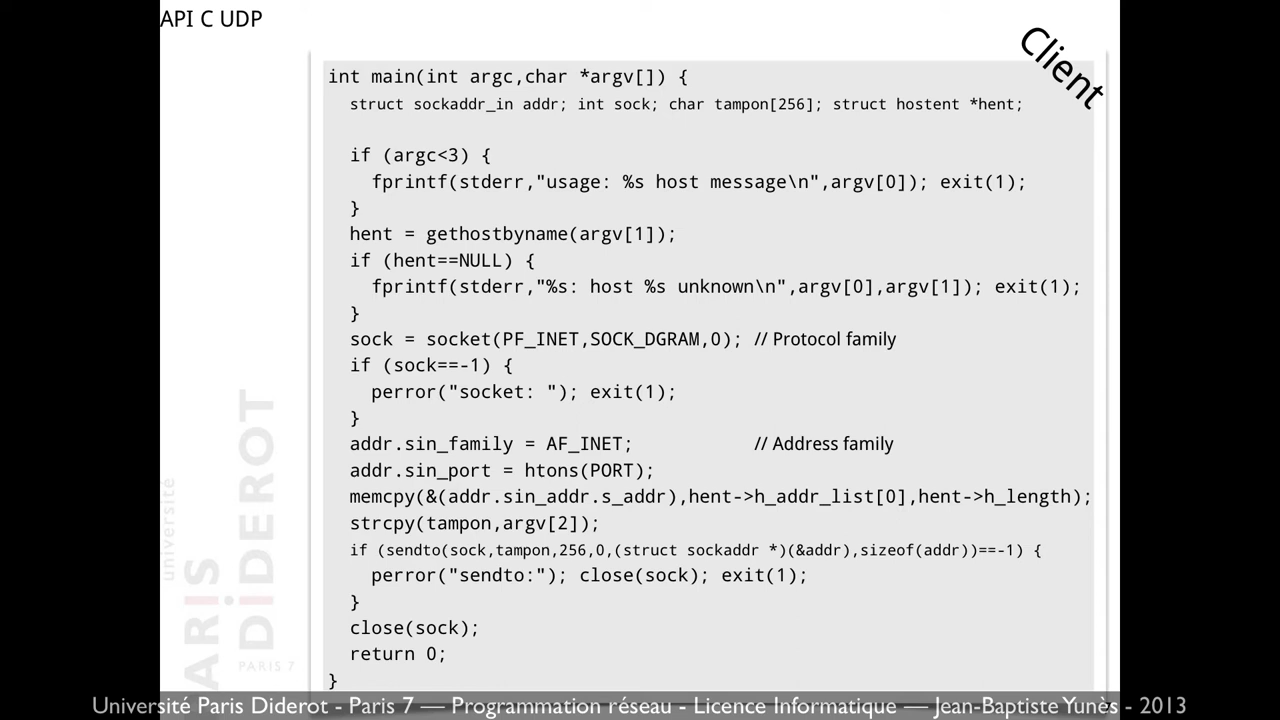 API C UDP
Client
int main(int argc,char *argv[]) {
struct sockaddr_in addr; int sock; char tampon[256]; struct hostent *hent;
if (argc<3) {
fprintf(stderr,"usage: %s host message\n",argv[0]); exit(1);
}
hent = gethostbyname(argv[1]);
if (hent==NULL) {
fprintf(stderr,"%s: host %s unknown\n",argv[0],argv[1]); exit(1);
}
sock = socket(PF_INET,SOCK_DGRAM,0); // Protocol family
if (sock==-1) {
perror("socket: "); exit(1);
}
addr.sin_family = AF_INET; // Address family
addr.sin_port = htons(PORT);
memcpy(&(addr.sin_addr.s_addr),hent->h_addr_list[0],hent->h_length);
strcpy(tampon,argv[2]);
if (sendto(sock,tampon,256,0,(struct sockaddr *)(&addr),sizeof(addr))==-1) {
perror("sendto:"); close(sock); exit(1);
}
close(sock);
return 0;
}
université
PARIS
DIDEROT
PARIS 7
Université Paris Diderot - Paris 7 — Programmation réseau - Licence Informatique — Jean-Baptiste Yunès - 2013